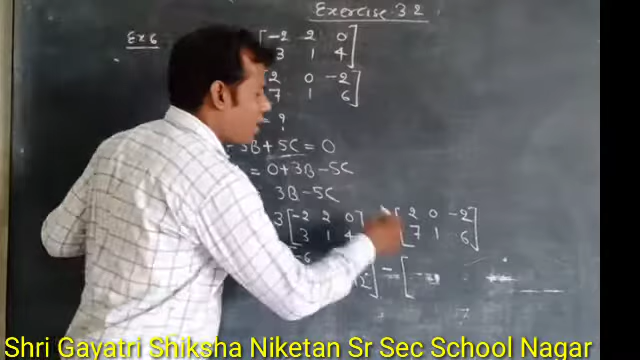 Exercise 3.2
Ex 6
[-2 2 0]
[3 1 4]
[2 0 -2]
[7 1 6]
= ?
3B + 5C = 0
= 0 + 3B - 5C
= 3B - 5C
3 [-2 2 0] [2 0 -2]
[3 1 4] [7 1 6]
-6
12] - [
Shri Gayatri Shiksha Niketan Sr Sec School Nagar